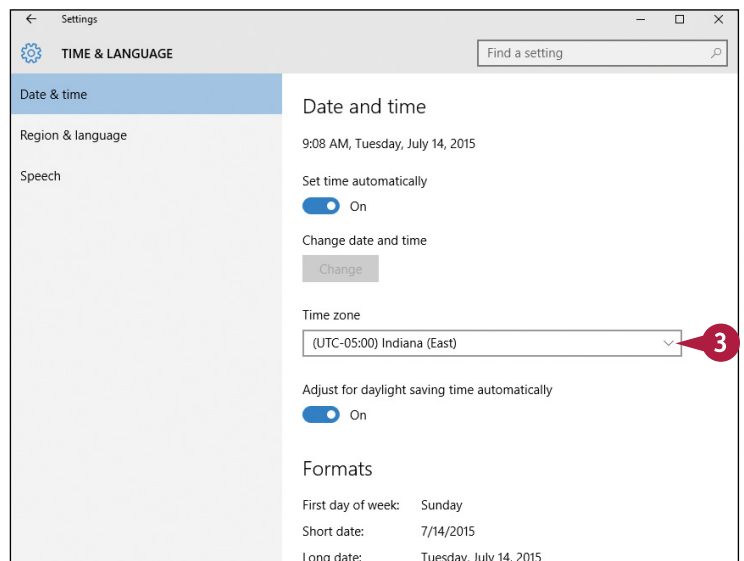 Settings
TIME & LANGUAGE
Find a setting
Date & time
Region & language
Speech
Date and time
9:08 AM, Tuesday, July 14, 2015
Set time automatically
On
Change date and time
Change
Time zone
(UTC-05:00) Indiana (East)
3
Adjust for daylight saving time automatically
On
Formats
First day of week: Sunday
Short date: 7/14/2015
Long date: Tuesday, July 14, 2015